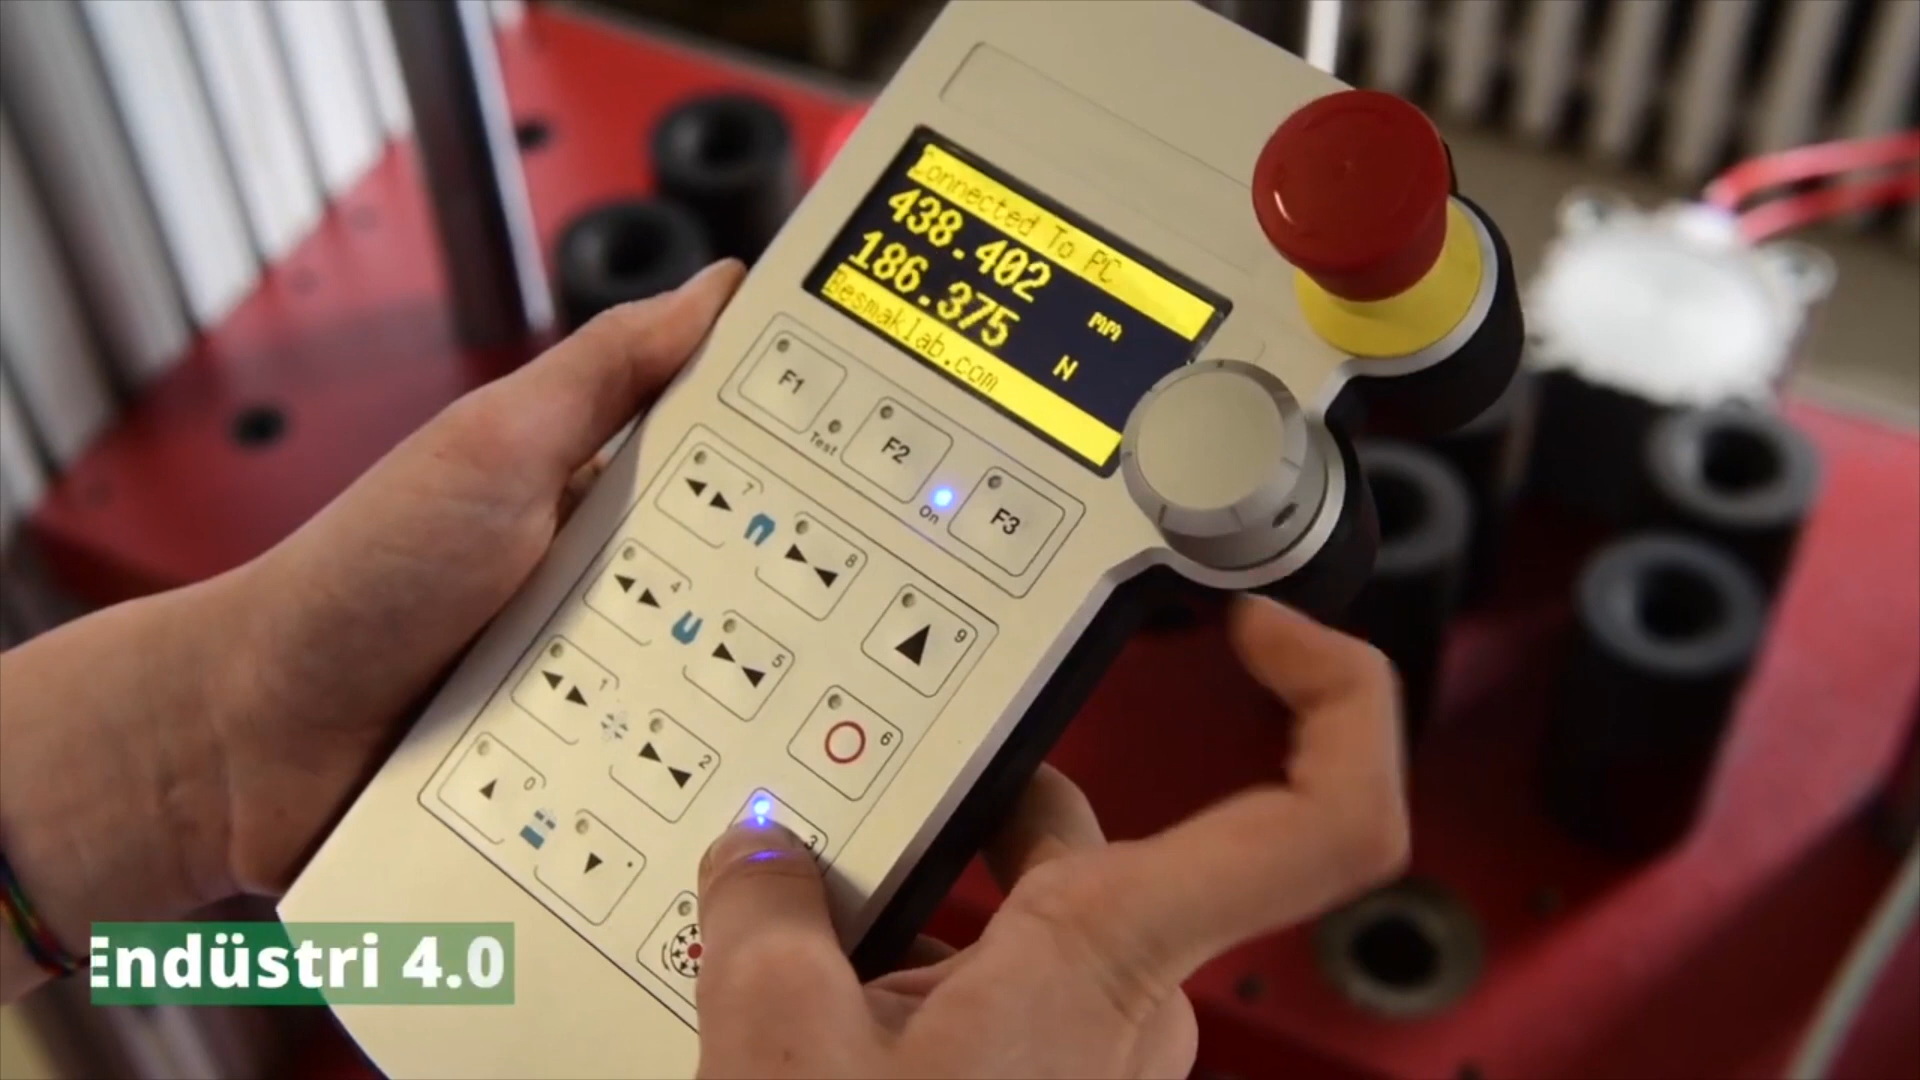 Connected To PC
438.402 mm
186.375 N
Besmaklab.com
F1
Test
F2
On
F3
7
8
4
5
9
1
2
6
0
3
Endüstri 4.0